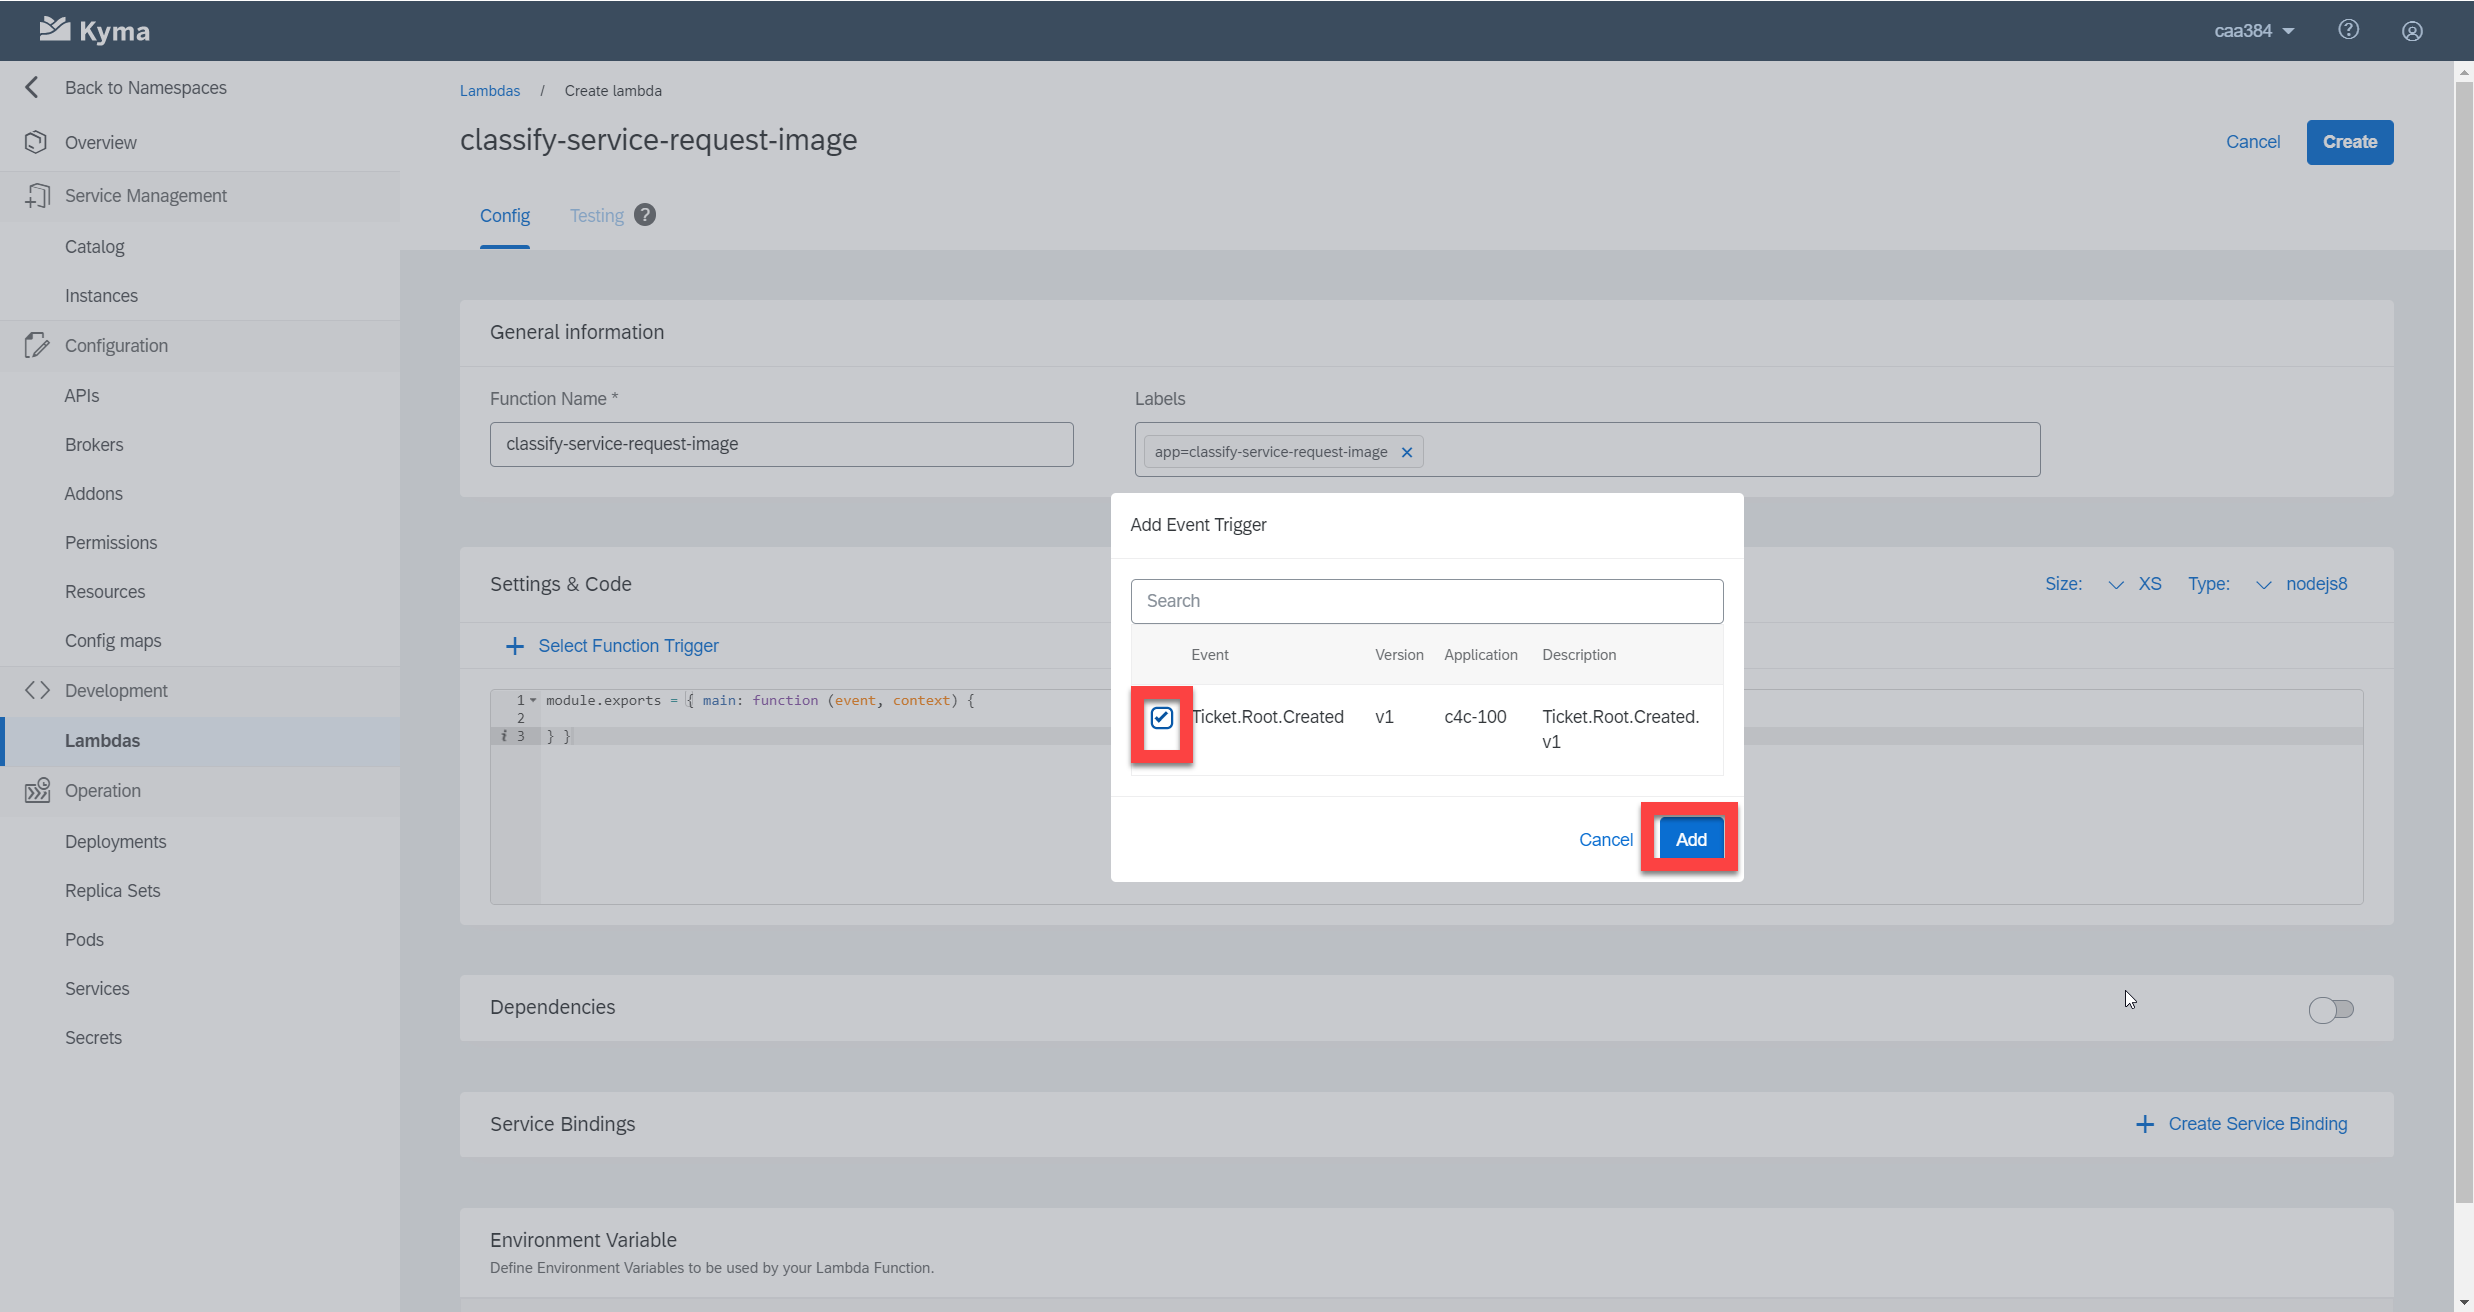 Kyma
caa384
Back to Namespaces
Overview
Service Management
Catalog
Instances
Configuration
APIs
Brokers
Addons
Permissions
Resources
Config maps
Development
Lambdas
Operation
Deployments
Replica Sets
Pods
Services
Secrets
Lambdas / Create lambda
classify-service-request-image
Cancel Create
Config Testing ?
General information
Function Name * Labels
classify-service-request-image app=classify-service-request-image
Settings & Code Size: XS Type: nodejs8
+ Select Function Trigger
1 module.exports = { main: function (event, context) {
2
i 3 } }
Add Event Trigger
Search
Event Version Application Description
Ticket.Root.Created v1 c4c-100 Ticket.Root.Created.
v1
Cancel Add
Dependencies
Service Bindings + Create Service Binding
Environment Variable
Define Environment Variables to be used by your Lambda Function.